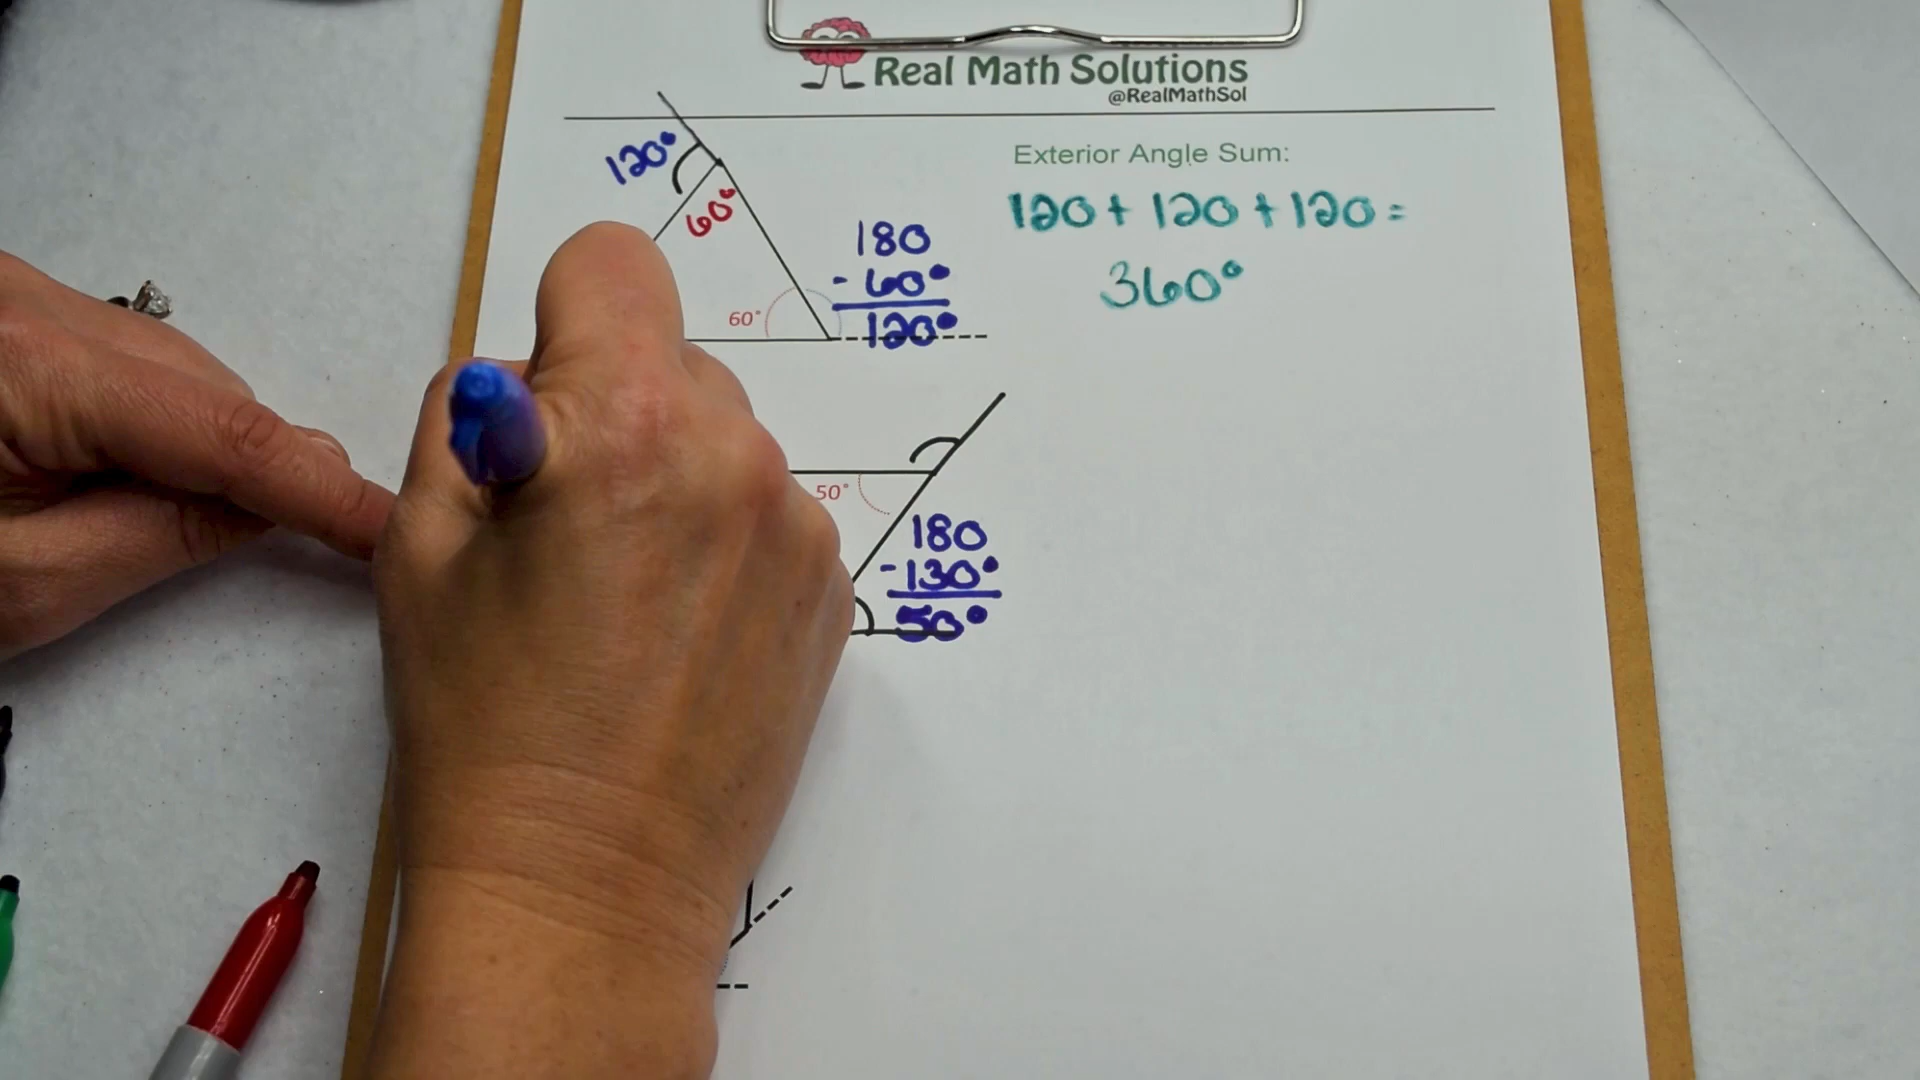 Real Math Solutions
@RealMathSol
Exterior Angle Sum:
120 + 120 + 120 =
360°
120°
60°
60°
180
- 60°
120°
50°
180
- 130°
50°